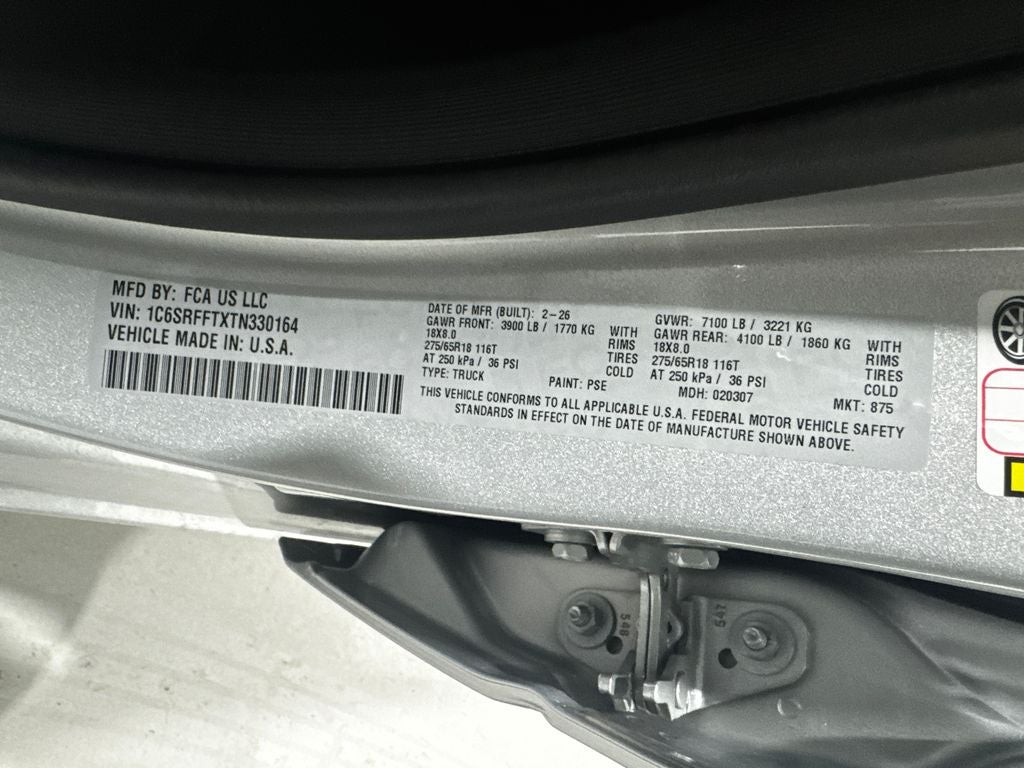 MFD BY: FCA US LLC
VIN: 1C6SRFFTXTN330164
VEHICLE MADE IN: U.S.A.
DATE OF MFR (BUILT): 2-26
GAWR FRONT: 3900 LB / 1770 KG WITH
18X8.0 RIMS
275/65R18 116T TIRES
AT 250 kPa / 36 PSI COLD
TYPE: TRUCK
PAINT: PSE
GVWR: 7100 LB / 3221 KG
GAWR REAR: 4100 LB / 1860 KG WITH
18X8.0 RIMS
275/65R18 116T TIRES
AT 250 kPa / 36 PSI COLD
MDH: 020307
MKT: 875
THIS VEHICLE CONFORMS TO ALL APPLICABLE U.S.A. FEDERAL MOTOR VEHICLE SAFETY
STANDARDS IN EFFECT ON THE DATE OF MANUFACTURE SHOWN ABOVE.
548
547